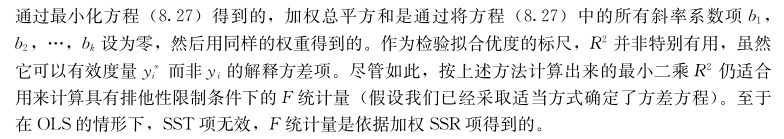 通过最小化方程（8.27）得到的，加权总平方和是通过将方程（8.27）中的所有斜率系数项 b₁，
b₂，…，bₖ 设为零，然后用同样的权重得到的。作为检验拟合优度的标尺，R² 并非特别有用，虽然
它可以有效度量 yᵢ* 而非 yᵢ 的解释方差项。尽管如此，按上述方法计算出来的最小二乘 R² 仍适合
用来计算具有排他性限制条件下的 F 统计量（假设我们已经采取适当方式确定了方差方程）。至于
在 OLS 的情形下，SST 项无效，F 统计量是依据加权 SSR 项得到的。